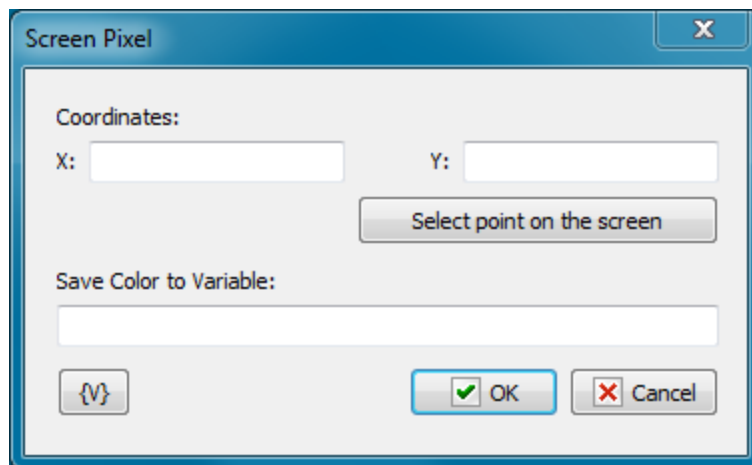 Screen Pixel
Coordinates:
X: Y:
Select point on the screen
Save Color to Variable:
{V} OK Cancel